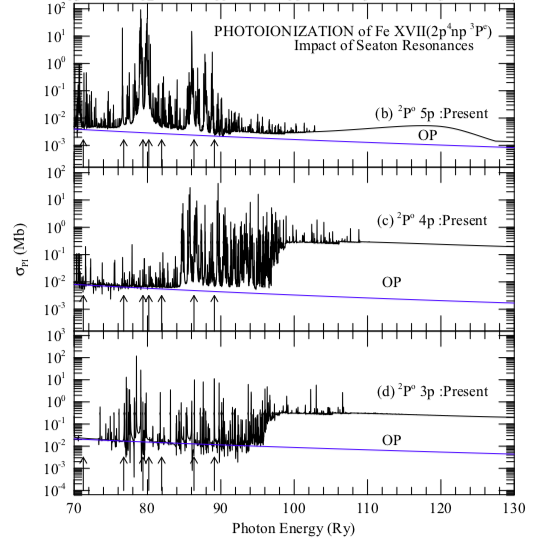 10²
PHOTOIONIZATION of Fe XVII(2p⁴np ³Pᵉ)
10¹
Impact of Seaton Resonances
10⁰
10⁻¹
10⁻²
(b) ²Pᵒ 5p :Present
OP
10⁻³
10²
10¹
(c) ²Pᵒ 4p :Present
10⁰
10⁻¹
10⁻²
OP
10⁻³
σ_PI (Mb)
10³
10²
10¹
(d) ²Pᵒ 3p :Present
10⁰
10⁻¹
10⁻²
OP
10⁻³
10⁻⁴
70 80 90 100 110 120 130
Photon Energy (Ry)